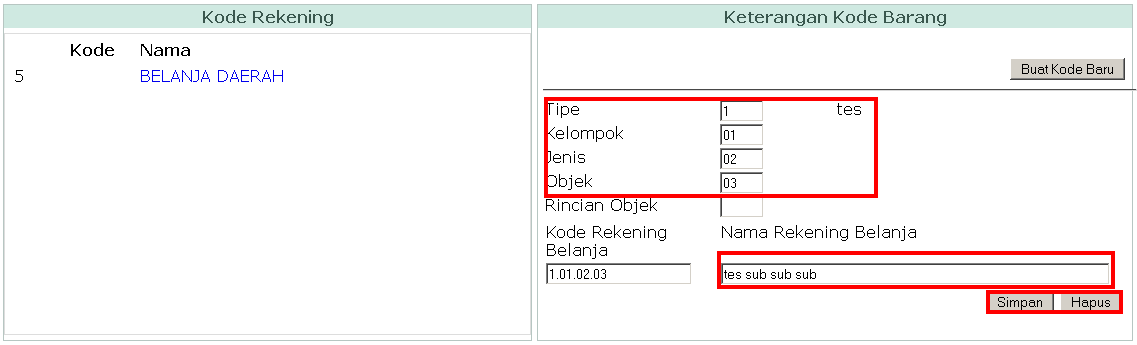 Kode Rekening
Kode Nama
5 BELANJA DAERAH
Keterangan Kode Barang
Buat Kode Baru
Tipe 1 tes
Kelompok 01
Jenis 02
Objek 03
Rincian Objek
Kode Rekening Belanja
Nama Rekening Belanja
1.01.02.03 tes sub sub sub
Simpan Hapus